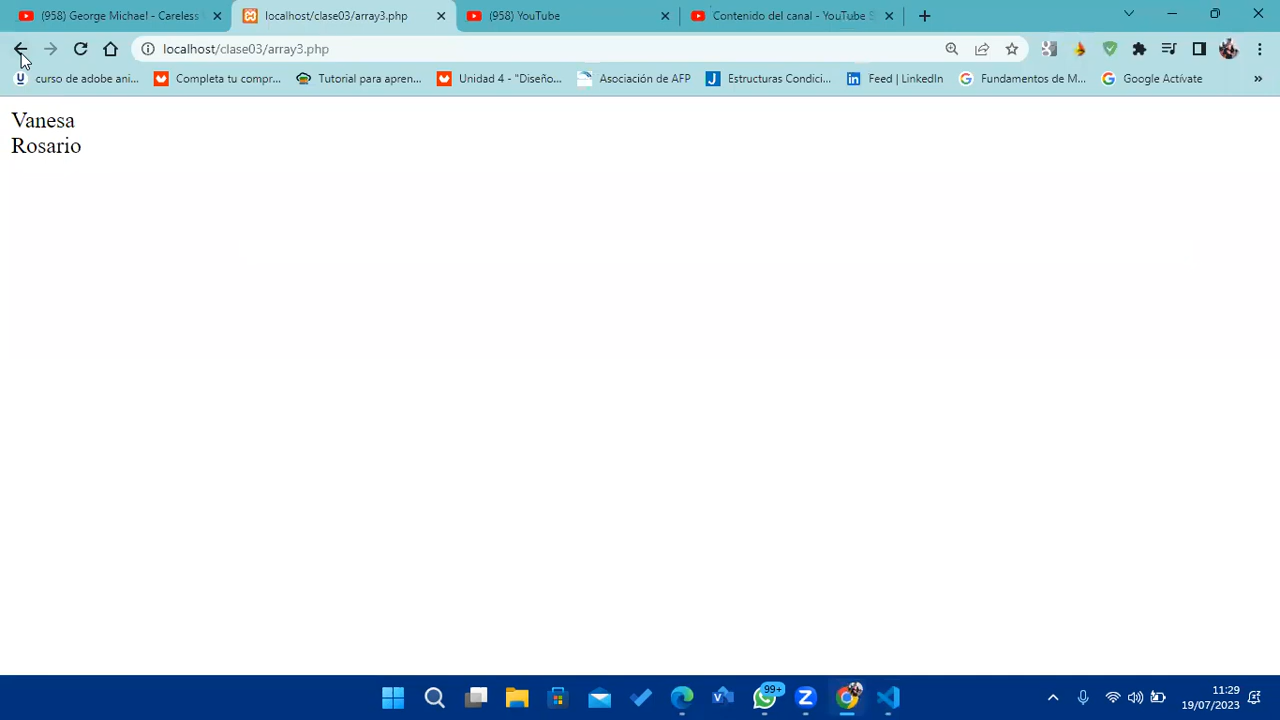 (958) George Michael - Careless
localhost/clase03/array3.php
(958) YouTube
Contenido del canal - YouTube S
localhost/clase03/array3.php
curso de adobe ani...
Completa tu compr...
Tutorial para apren...
Unidad 4 - "Diseño...
Asociación de AFP
Estructuras Condici...
Feed | LinkedIn
Fundamentos de M...
Google Actívate
»
Vanesa
Rosario
99+
11:29
19/07/2023